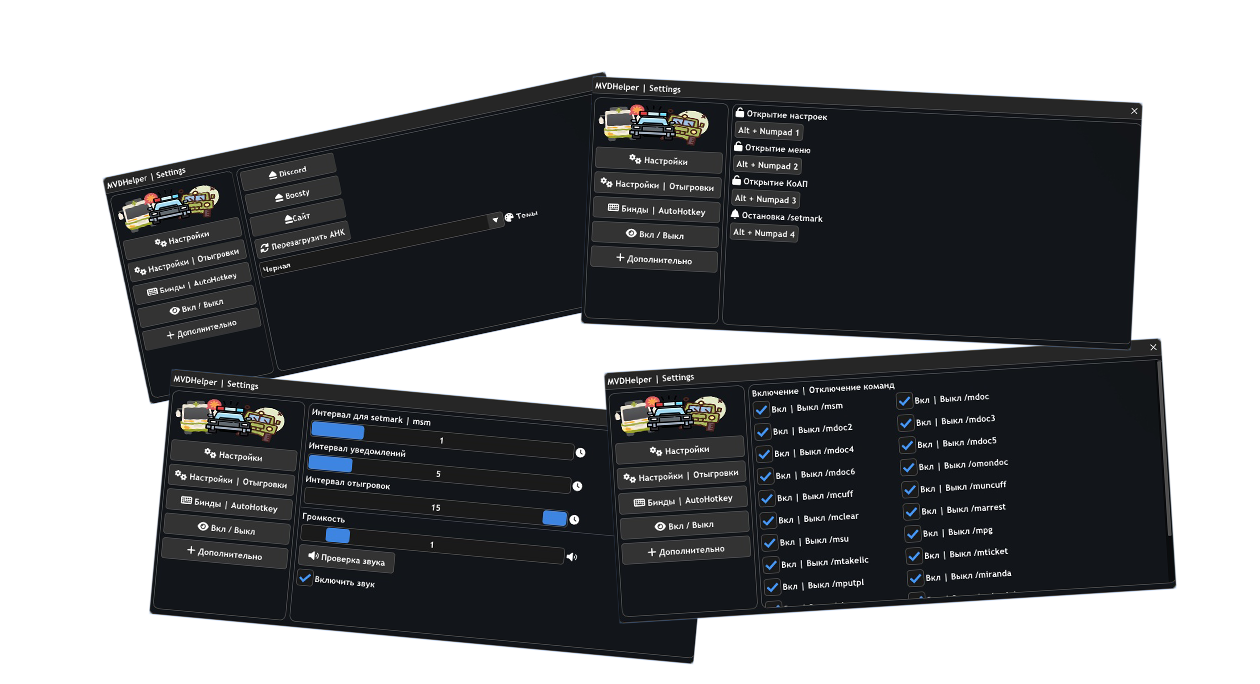 MVDHelper | Settings
Настройки
Настройки | Отыгровки
Бинды | AutoHotkey
Вкл / Выкл
Дополнительно
Discord
Boosty
Сайт
Перезагрузить АНК
Черная
Темы
MVDHelper | Settings
Настройки
Настройки | Отыгровки
Бинды | AutoHotkey
Вкл / Выкл
Дополнительно
Открытие настроек
Alt + Numpad 1
Открытие меню
Alt + Numpad 2
Открытие КоАП
Alt + Numpad 3
Остановка /setmark
Alt + Numpad 4
MVDHelper | Settings
Настройки
Настройки | Отыгровки
Бинды | AutoHotkey
Вкл / Выкл
Дополнительно
Интервал для setmark | msm
1
Интервал уведомлений
5
Интервал отыгровок
15
Громкость
1
Проверка звука
Включить звук
MVDHelper | Settings
Настройки
Настройки | Отыгровки
Бинды | AutoHotkey
Вкл / Выкл
Дополнительно
Включение | Отключение команд
Вкл | Выкл /msm
Вкл | Выкл /mdoc
Вкл | Выкл /mdoc2
Вкл | Выкл /mdoc3
Вкл | Выкл /mdoc4
Вкл | Выкл /mdoc5
Вкл | Выкл /mdoc6
Вкл | Выкл /omondoc
Вкл | Выкл /mcuff
Вкл | Выкл /muncuff
Вкл | Выкл /mclear
Вкл | Выкл /marrest
Вкл | Выкл /msu
Вкл | Выкл /mpg
Вкл | Выкл /mtakelic
Вкл | Выкл /mticket
Вкл | Выкл /mputpl
Вкл | Выкл /miranda